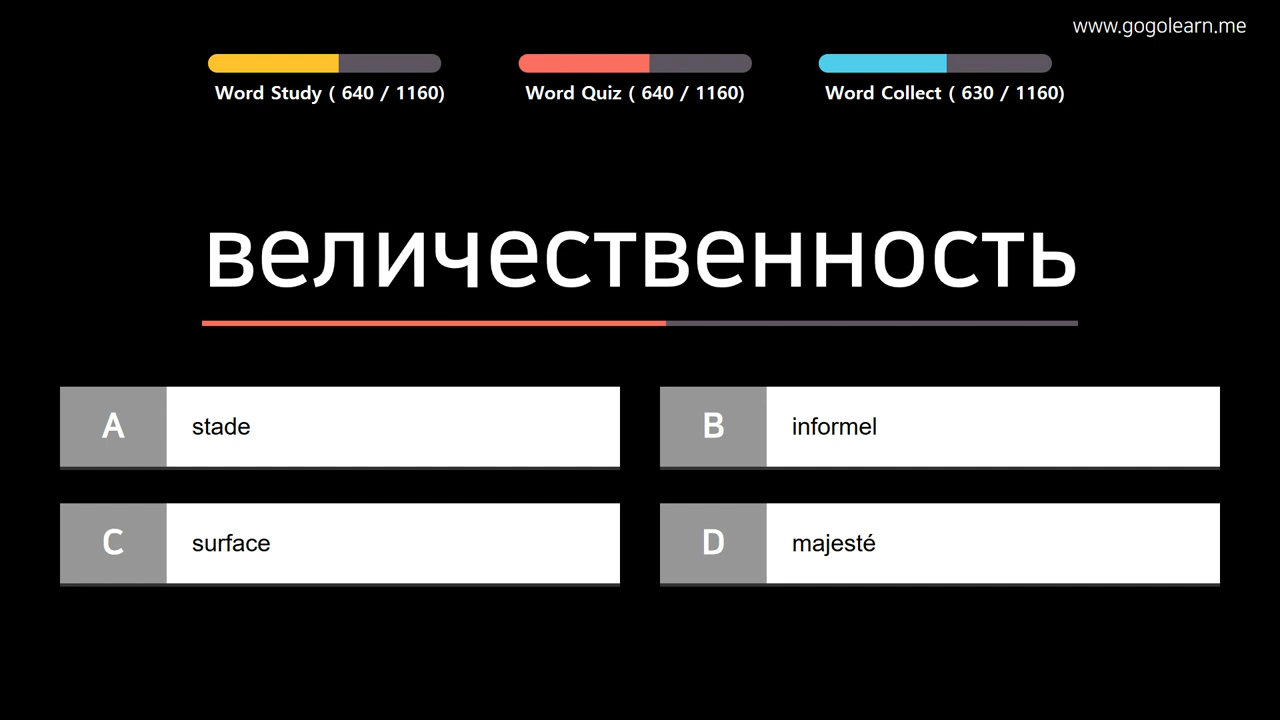 www.gogolearn.me
Word Study ( 640 / 1160)
Word Quiz ( 640 / 1160)
Word Collect ( 630 / 1160)
величественность
A
stade
B
informel
C
surface
D
majesté